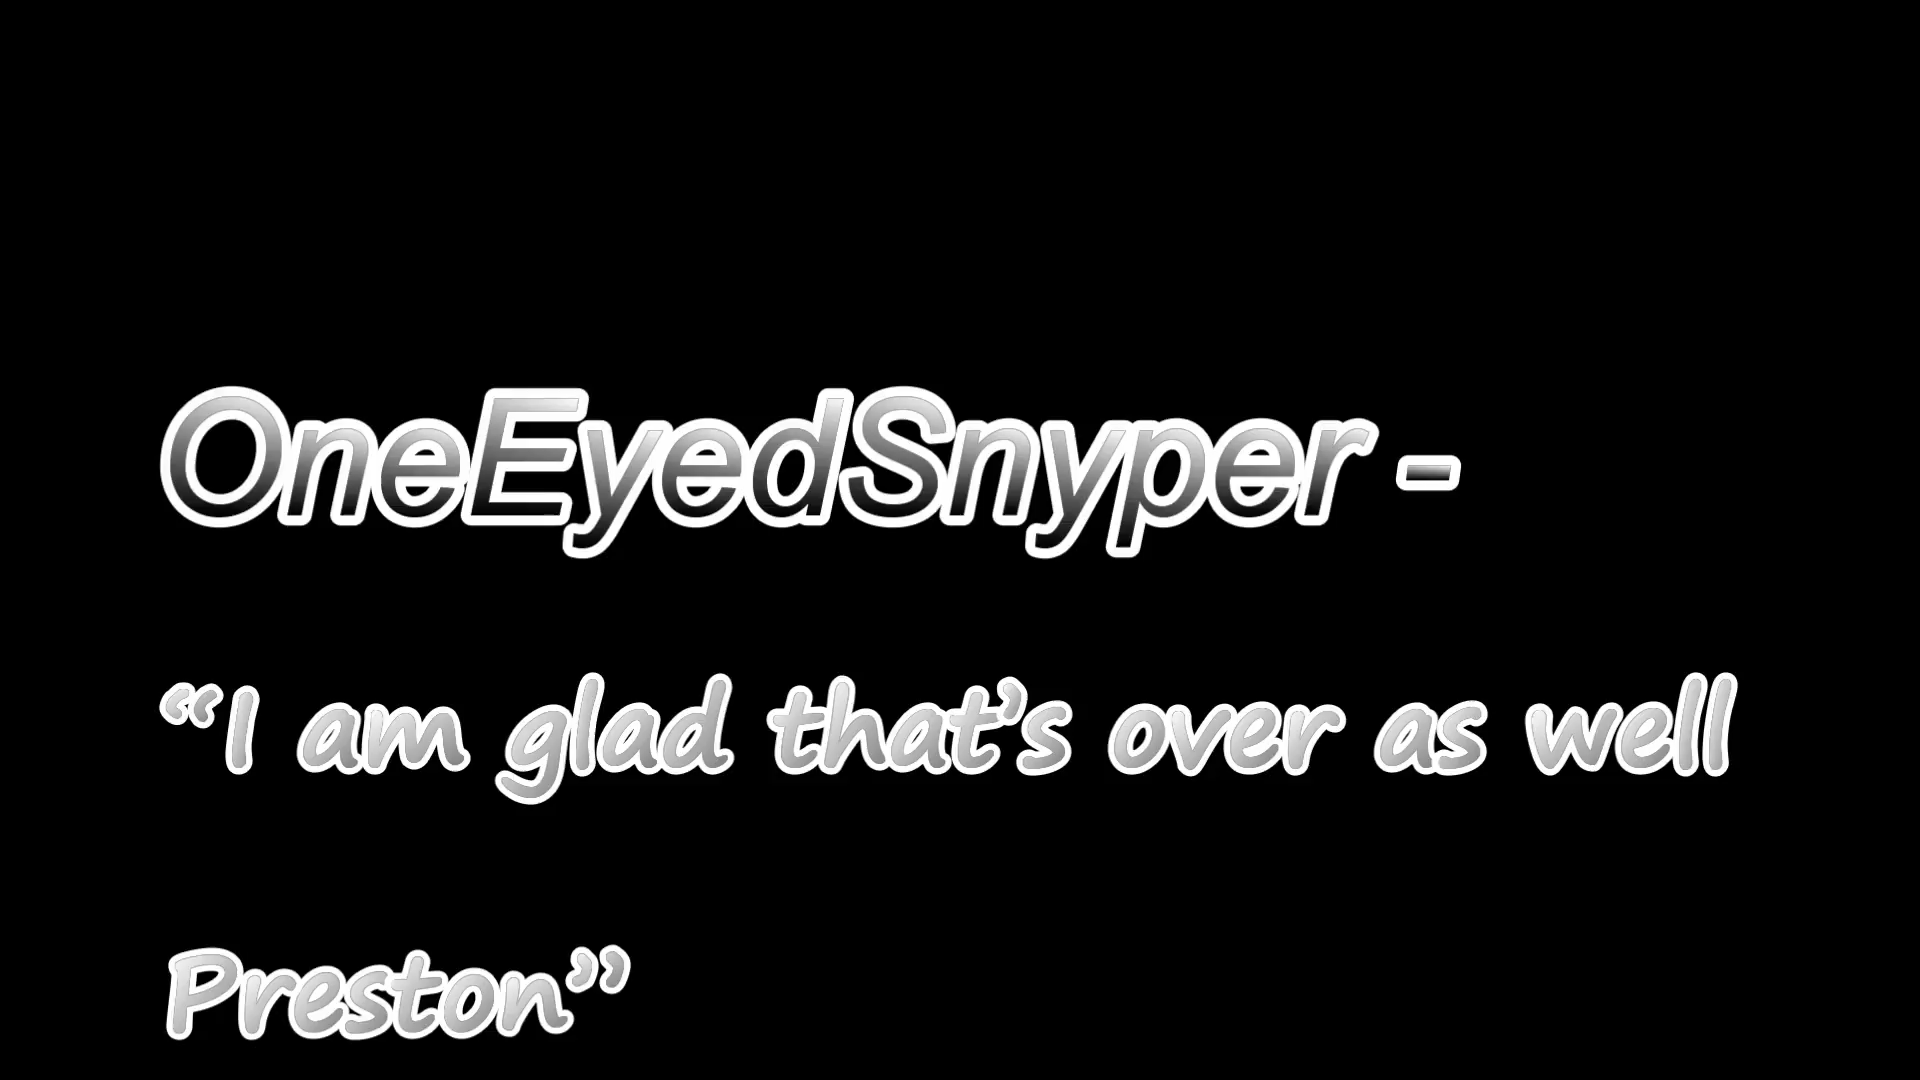 OneEyedSnyper -
“I am glad that’s over as well
Preston”